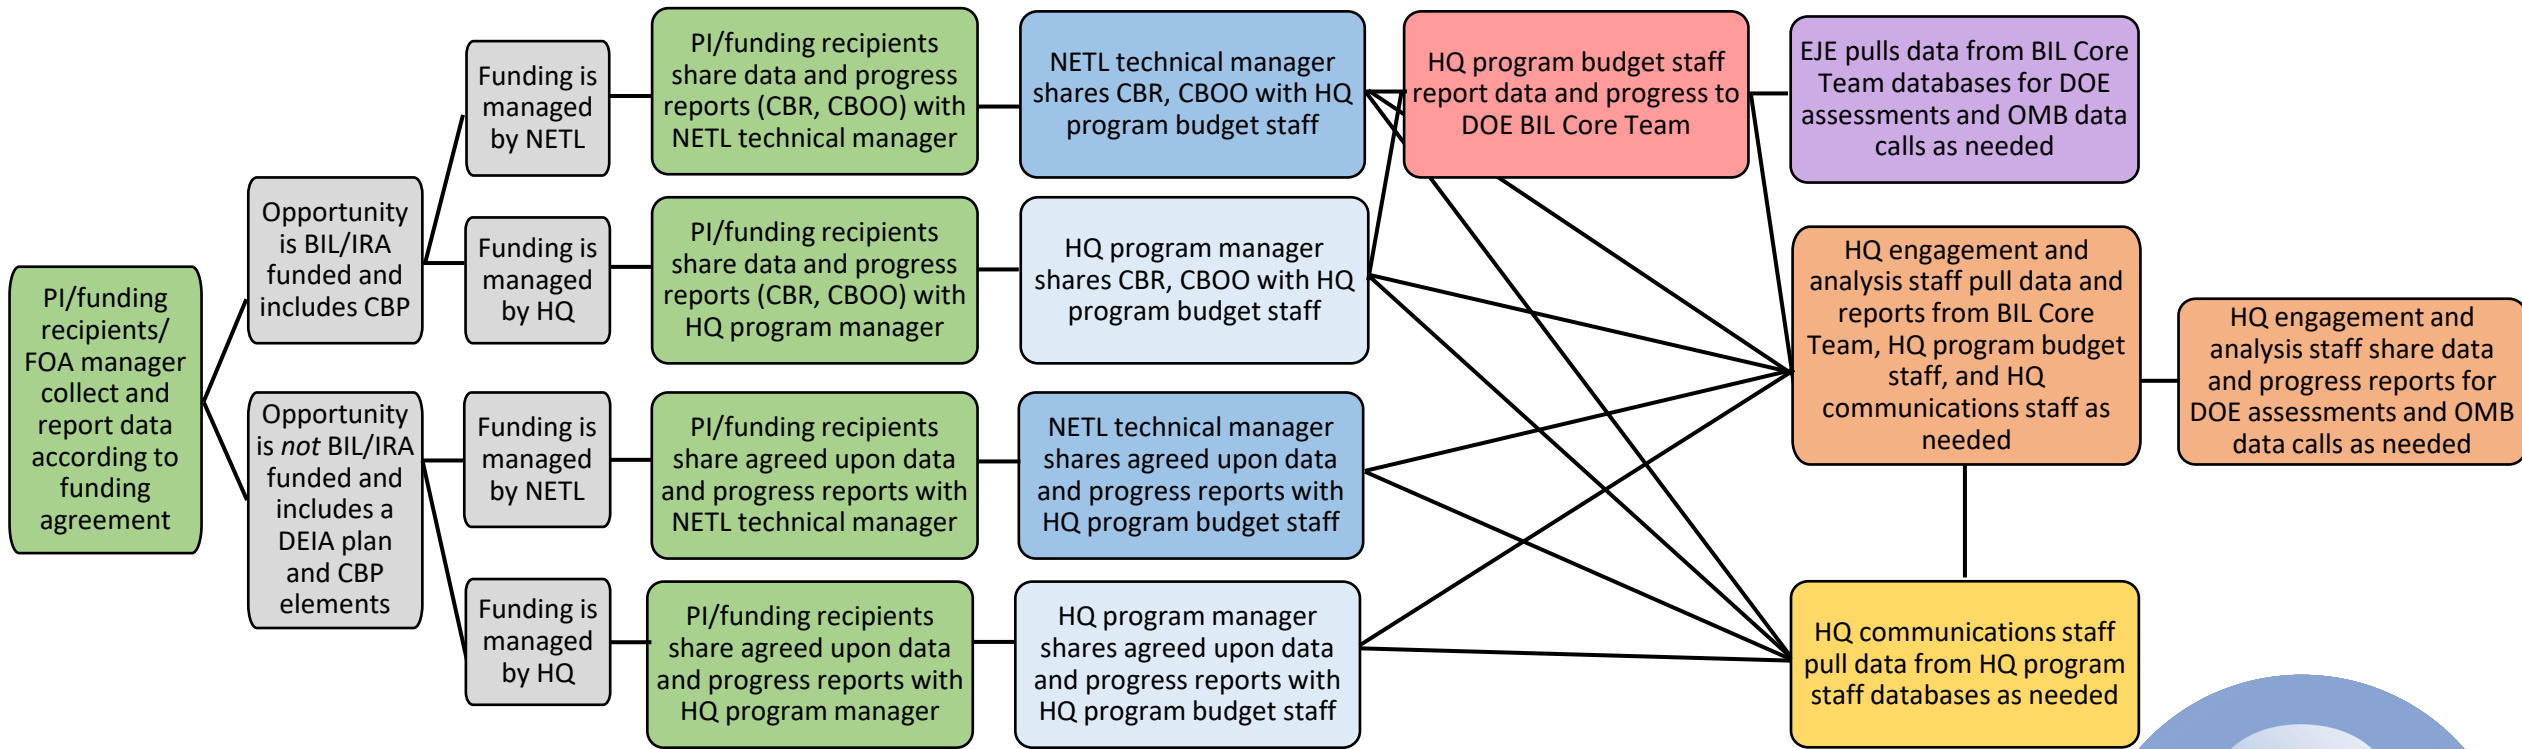 PI/funding
recipients/
FOA manager
collect and
report data
according to
funding
agreement
Opportunity
is BIL/IRA
funded and
includes CBP
Opportunity
is not BIL/IRA
funded and
includes a
DEIA plan
and CBP
elements
Funding is
managed
by NETL
Funding is
managed
by HQ
Funding is
managed
by NETL
Funding is
managed
by HQ
PI/funding recipients
share data and progress
reports (CBR, CBOO) with
NETL technical manager
PI/funding recipients
share data and progress
reports (CBR, CBOO) with
HQ program manager
PI/funding recipients
share agreed upon data
and progress reports with
NETL technical manager
PI/funding recipients
share agreed upon data
and progress reports with
HQ program manager
NETL technical manager
shares CBR, CBOO with HQ
program budget staff
HQ program manager
shares CBR, CBOO with HQ
program budget staff
NETL technical manager
shares agreed upon data
and progress reports with
HQ program budget staff
HQ program manager
shares agreed upon data
and progress reports with
HQ program budget staff
HQ program budget staff
report data and progress to
DOE BIL Core Team
EJE pulls data from BIL Core
Team databases for DOE
assessments and OMB data
calls as needed
HQ engagement and
analysis staff pull data and
reports from BIL Core
Team, HQ program budget
staff, and HQ
communications staff as
needed
HQ communications staff
pull data from HQ program
staff databases as needed
HQ engagement and
analysis staff share data
and progress reports for
DOE assessments and OMB
data calls as needed